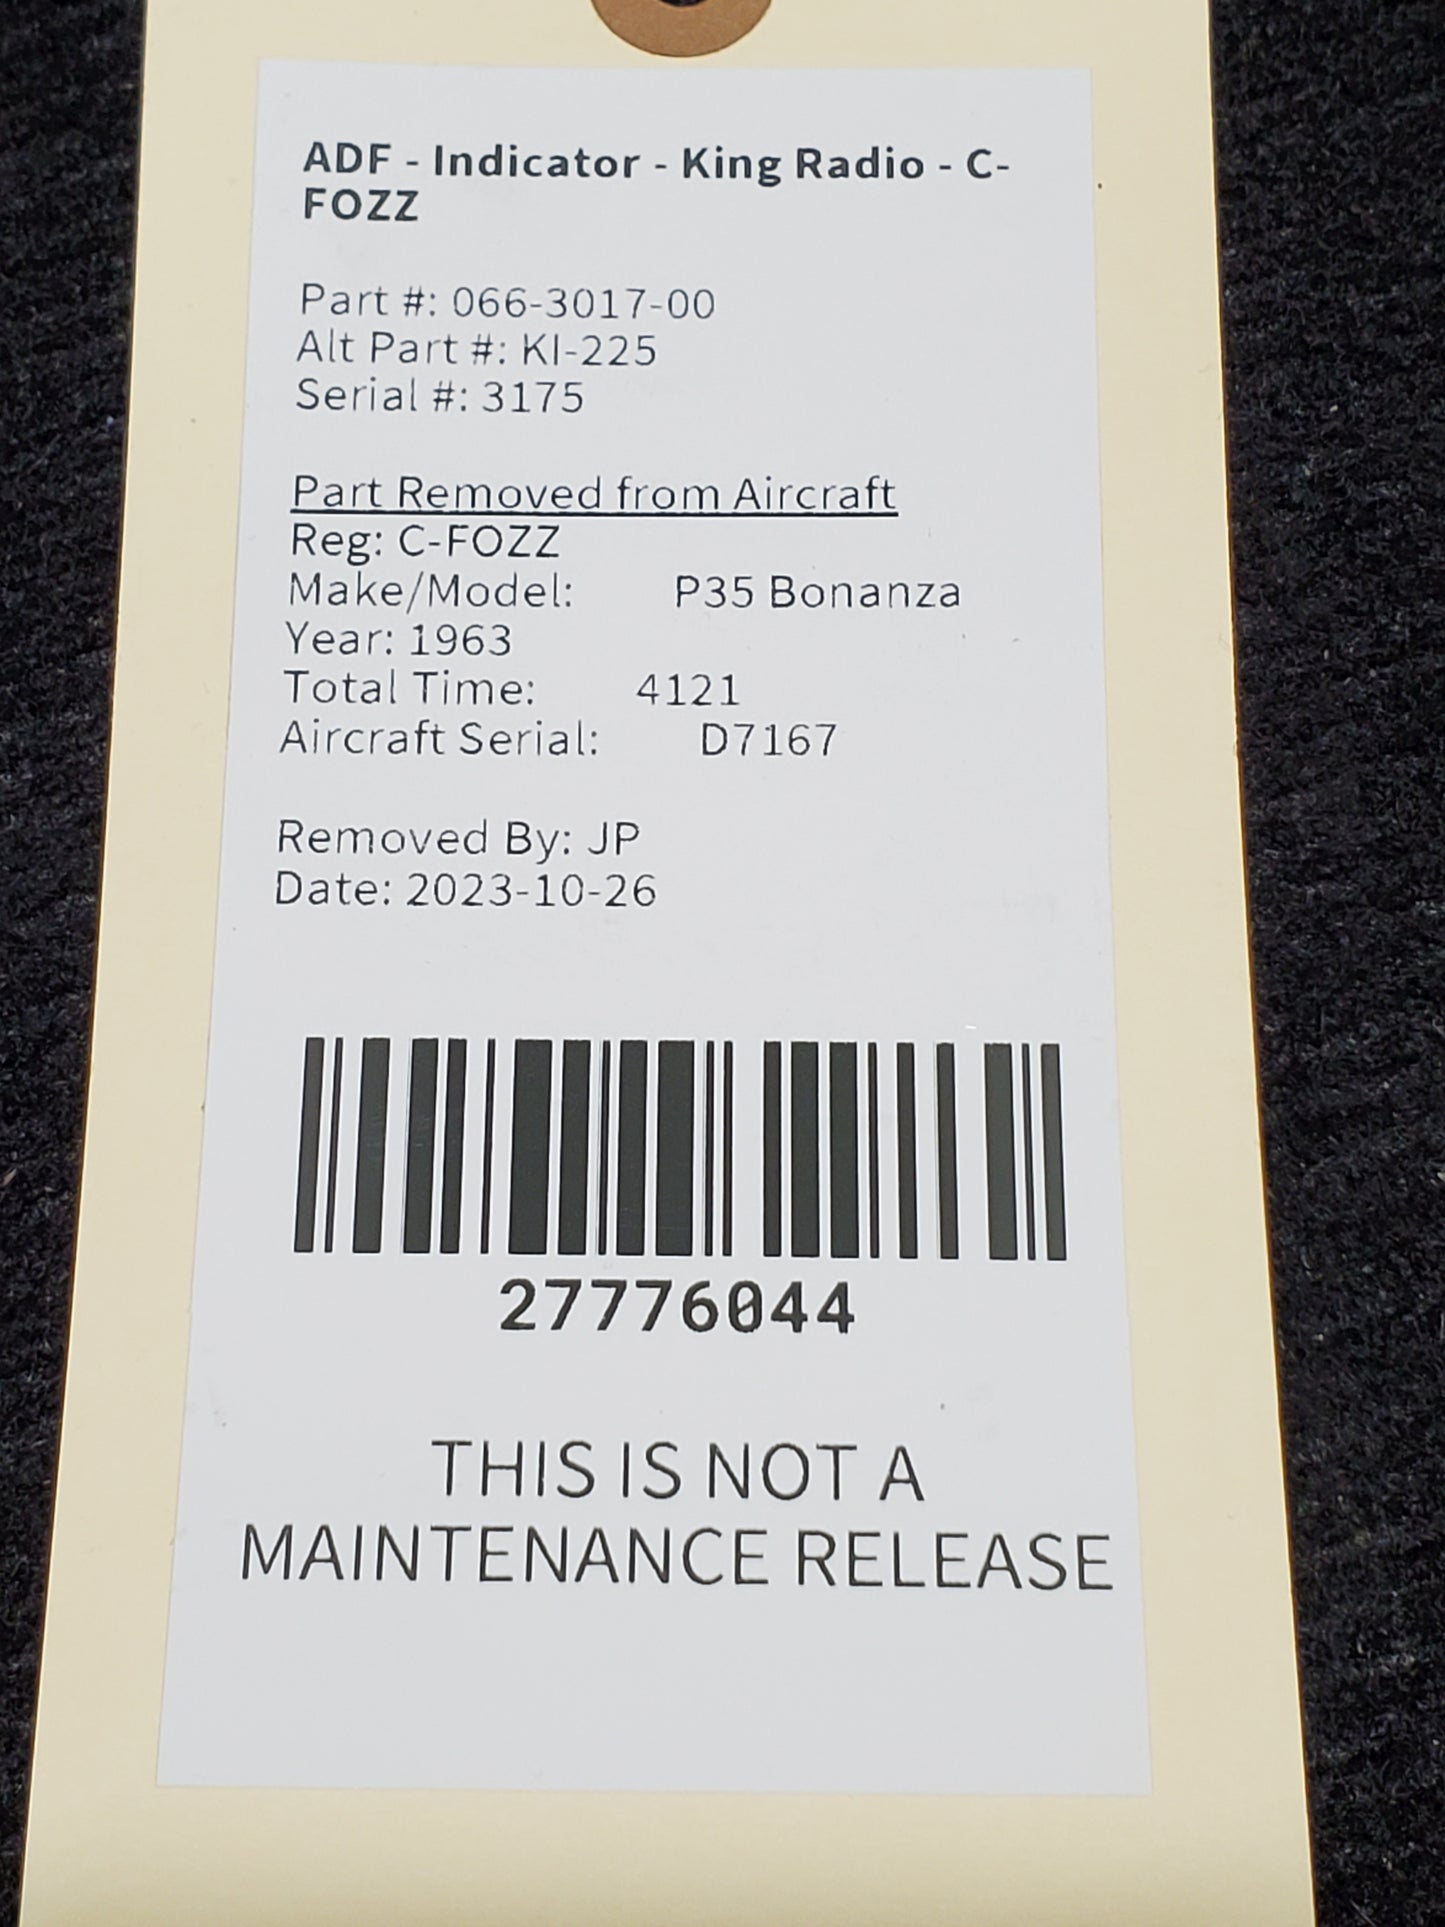 ADF - Indicator - King Radio - C-
FOZZ
Part #: 066-3017-00
Alt Part #: KI-225
Serial #: 3175
Part Removed from Aircraft
Reg: C-FOZZ
Make/Model: P35 Bonanza
Year: 1963
Total Time: 4121
Aircraft Serial: D7167
Removed By: JP
Date: 2023-10-26
27776044
THIS IS NOT A
MAINTENANCE RELEASE